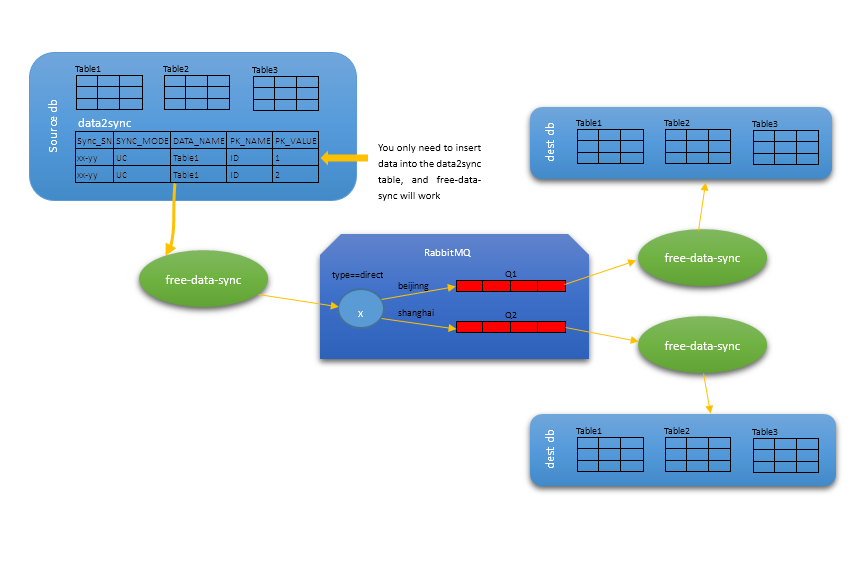 Source db
Table1
Table2
Table3
data2sync
Sync_SN SYNC_MODE DATA_NAME PK_NAME PK_VALUE
xx-yy UC Table1 ID 1
xx-yy UC Table1 ID 2
You only need to insert
data into the data2sync
table, and free-data-
sync will work
dest db
Table1
Table2
Table3
free-data-sync
RabbitMQ
type==direct
x
beijinng
Q1
shanghai
Q2
free-data-sync
free-data-sync
dest db
Table1
Table2
Table3